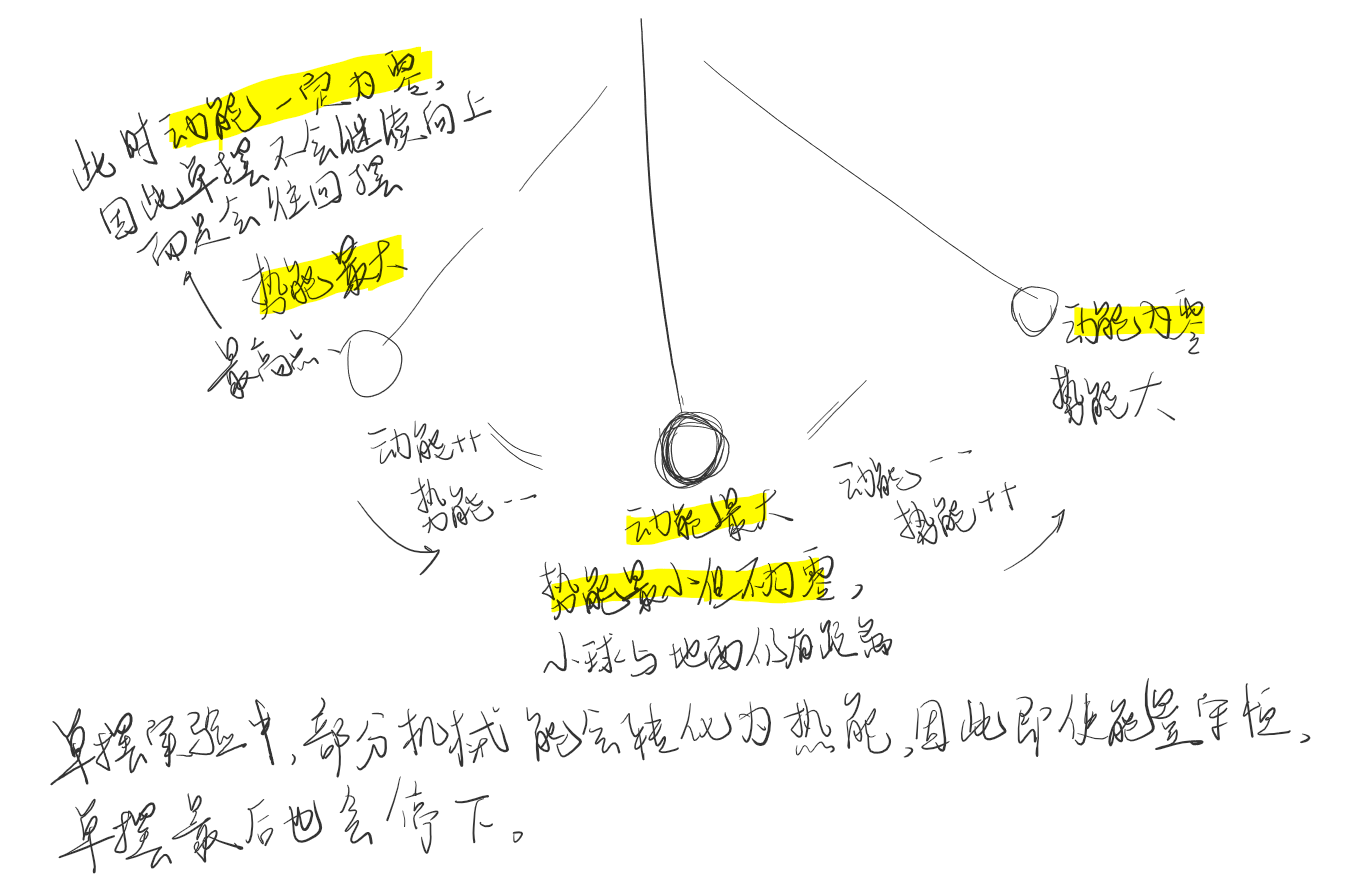 此时动能一定为零，
因此单摆不会继续向上
而是会往回摆
势能最大
最高点
动能为零
势能大
动能++
势能--
动能--
势能++
动能最大
势能最小但不为零，
小球与地面仍有距离
单摆实验中，部分机械能会转化为热能，因此即使能量守恒，
单摆最后也会停下。